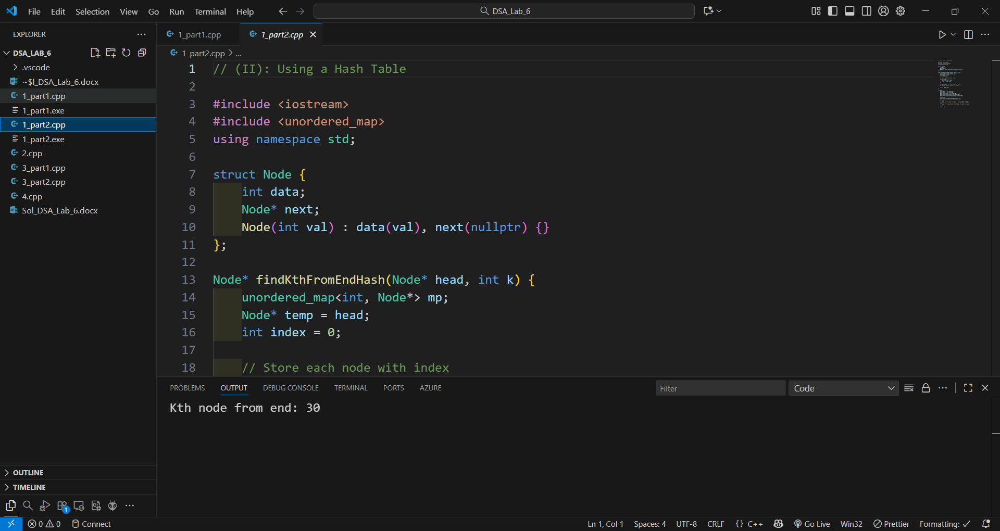 File Edit Selection View Go Run Terminal Help
DSA_Lab_6
EXPLORER
DSA_LAB_6
.vscode
~$l_DSA_Lab_6.docx
1_part1.cpp
1_part1.exe
1_part2.cpp
1_part2.exe
2.cpp
3_part1.cpp
3_part2.cpp
4.cpp
Sol_DSA_Lab_6.docx
OUTLINE
TIMELINE
1_part1.cpp 1_part2.cpp
1_part2.cpp > ...
1 // (II): Using a Hash Table
2
3 #include <iostream>
4 #include <unordered_map>
5 using namespace std;
6
7 struct Node {
8 int data;
9 Node* next;
10 Node(int val) : data(val), next(nullptr) {}
11 };
12
13 Node* findKthFromEndHash(Node* head, int k) {
14 unordered_map<int, Node*> mp;
15 Node* temp = head;
16 int index = 0;
17
18 // Store each node with index
PROBLEMS OUTPUT DEBUG CONSOLE TERMINAL PORTS AZURE
Filter
Code
Kth node from end: 30
1
0 0 Connect
Ln 1, Col 1 Spaces: 4 UTF-8 CRLF {} C++ Go Live Win32 Prettier Formatting: ✓